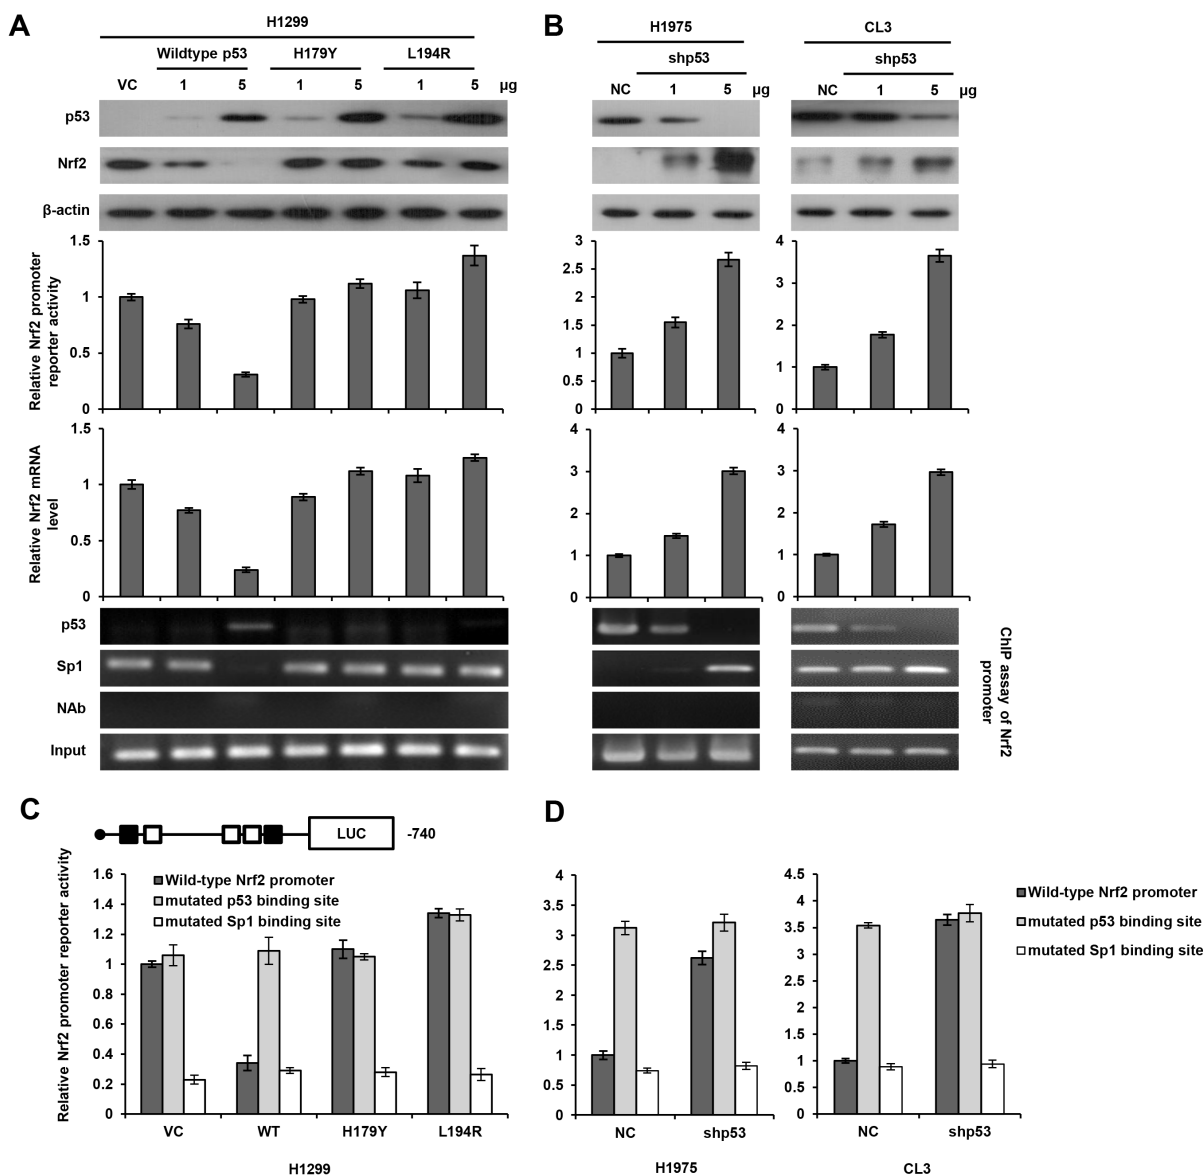 A
H1299
Wildtype p53 H179Y L194R
VC 1 5 1 5 1 5 µg
p53
Nrf2
β-actin
Relative Nrf2 promoter
reporter activity
1.5
1
0.5
0
Relative Nrf2 mRNA
level
1.5
1
0.5
0
p53
Sp1
NAb
Input
B
H1975 CL3
shp53 shp53
NC 1 5 µg NC 1 5 µg
3
2.5
2
1.5
1
0.5
0
4
3
2
1
0
4
3
2
1
0
4
3
2
1
0
ChIP assay of Nrf2
promoter
C
LUC -740
Relative Nrf2 promoter reporter activity
1.6
1.4
1.2
1
0.8
0.6
0.4
0.2
0
Wild-type Nrf2 promoter
mutated p53 binding site
mutated Sp1 binding site
VC WT H179Y L194R
H1299
D
4
3.5
3
2.5
2
1.5
1
0.5
0
NC shp53
H1975
4.5
4
3.5
3
2.5
2
1.5
1
0.5
0
NC shp53
CL3
Wild-type Nrf2 promoter
mutated p53 binding site
mutated Sp1 binding site